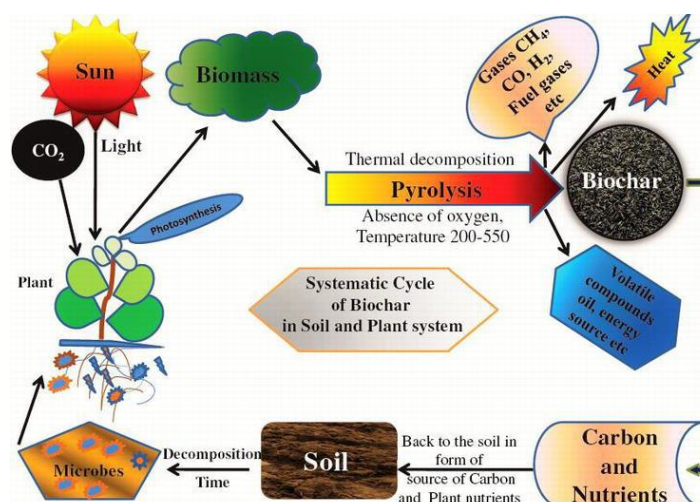 Sun
CO2
Light
Biomass
Photosynthesis
Plant
Thermal decomposition
Pyrolysis
Absence of oxygen,
Temperature 200-550
Gases CH4,
CO, H2,
Fuel gases
etc
Heat
Biochar
Volatile
compounds
oil, energy
source etc
Systematic Cycle
of Biochar
in Soil and Plant system
Carbon
and
Nutrients
Back to the soil in
form of
source of Carbon
and Plant nutrients
Soil
Decomposition
Time
Microbes